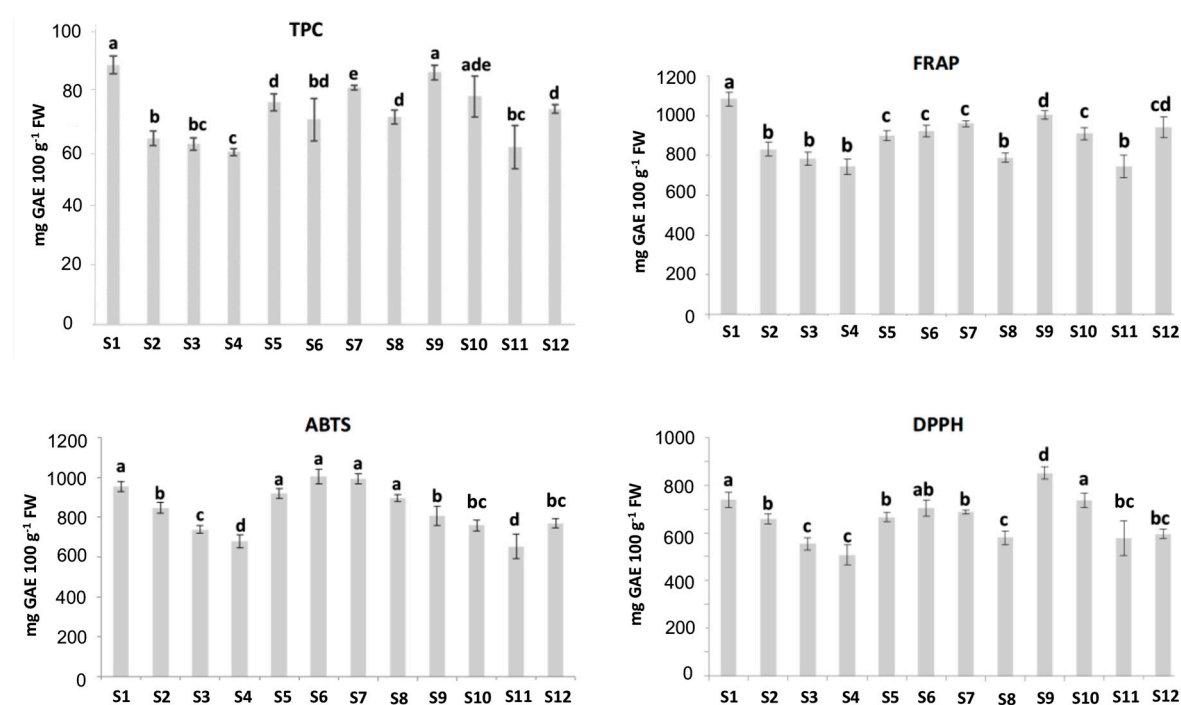 TPC
mg GAE 100 g⁻¹ FW
100
80
60
40
20
0
a
b
bc
c
d
bd
e
d
a
ade
bc
d
S1 S2 S3 S4 S5 S6 S7 S8 S9 S10 S11 S12
FRAP
mg GAE 100 g⁻¹ FW
1200
1000
800
600
400
200
0
a
b
b
b
c
c
c
b
d
c
b
cd
S1 S2 S3 S4 S5 S6 S7 S8 S9 S10 S11 S12
ABTS
mg GAE 100 g⁻¹ FW
1200
1000
800
600
400
200
0
a
b
c
d
a
a
a
a
b
bc
d
bc
S1 S2 S3 S4 S5 S6 S7 S8 S9 S10 S11 S12
DPPH
mg GAE 100 g⁻¹ FW
1000
800
600
400
200
0
a
b
c
c
b
ab
b
c
d
a
bc
bc
S1 S2 S3 S4 S5 S6 S7 S8 S9 S10 S11 S12